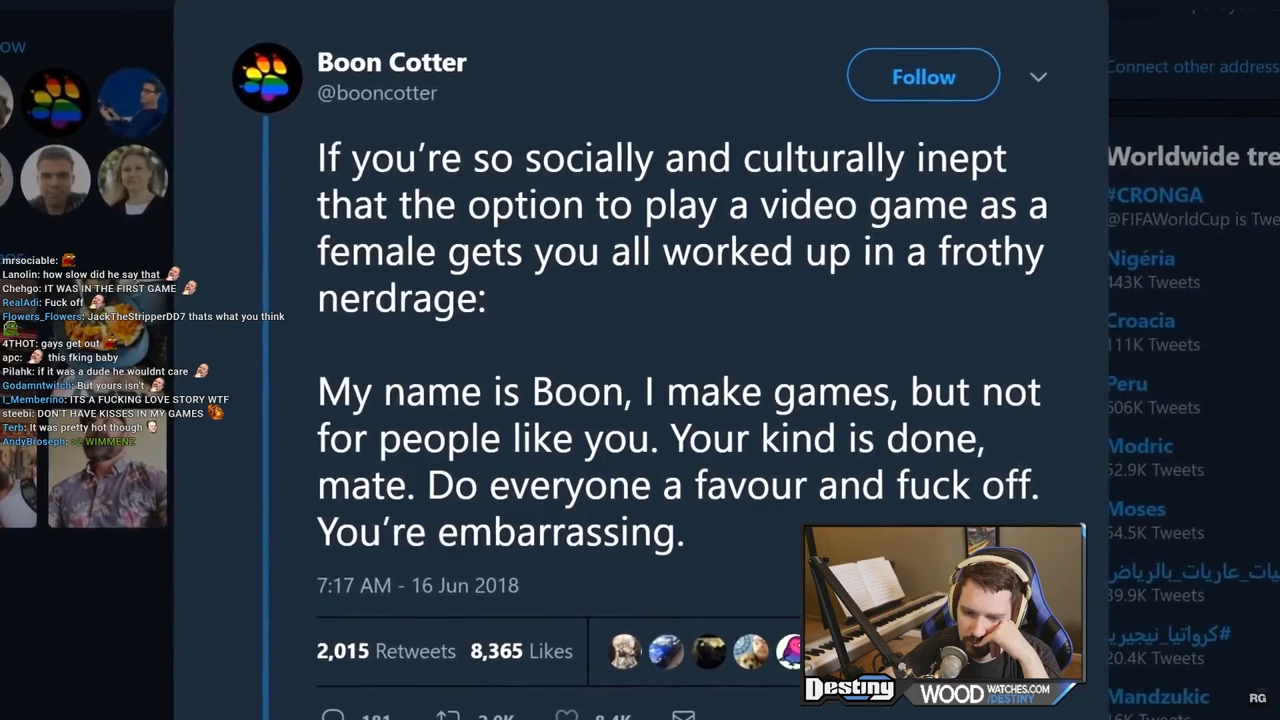 Boon Cotter
@booncotter
Follow
If you're so socially and culturally inept
that the option to play a video game as a
female gets you all worked up in a frothy
nerdrage:
My name is Boon, I make games, but not
for people like you. Your kind is done,
mate. Do everyone a favour and fuck off.
You're embarrassing.
7:17 AM - 16 Jun 2018
2,015 Retweets 8,365 Likes
mrsociable:
Lanolin: how slow did he say that
Chehgo: IT WAS IN THE FIRST GAME
RealAdi: Fuck off
Flowers_Flowers: JackTheStripperDD7 thats what you think
4THOT: gays get out
apc: this fking baby
Pilahk: if it was a dude he wouldnt care
Godamntwitch: But yours isn't
I_Memberino: ITS A FUCKING LOVE STORY WTF
steebi: DON'T HAVE KISSES IN MY GAMES
Terb: It was pretty hot though
AndyBroseph: >2 WIMMENZ
Connect other address
Worldwide tre
#CRONGA
@FIFAWorldCup is Twe
Nigéria
443K Tweets
Croacia
111K Tweets
Peru
606K Tweets
Modric
52.9K Tweets
Moses
54.5K Tweets
39.9K Tweets
#كرواتيا_نيجيريا
20.4K Tweets
Mandzukic
Destiny
WOODWATCHES.COM
/DESTINY
RG